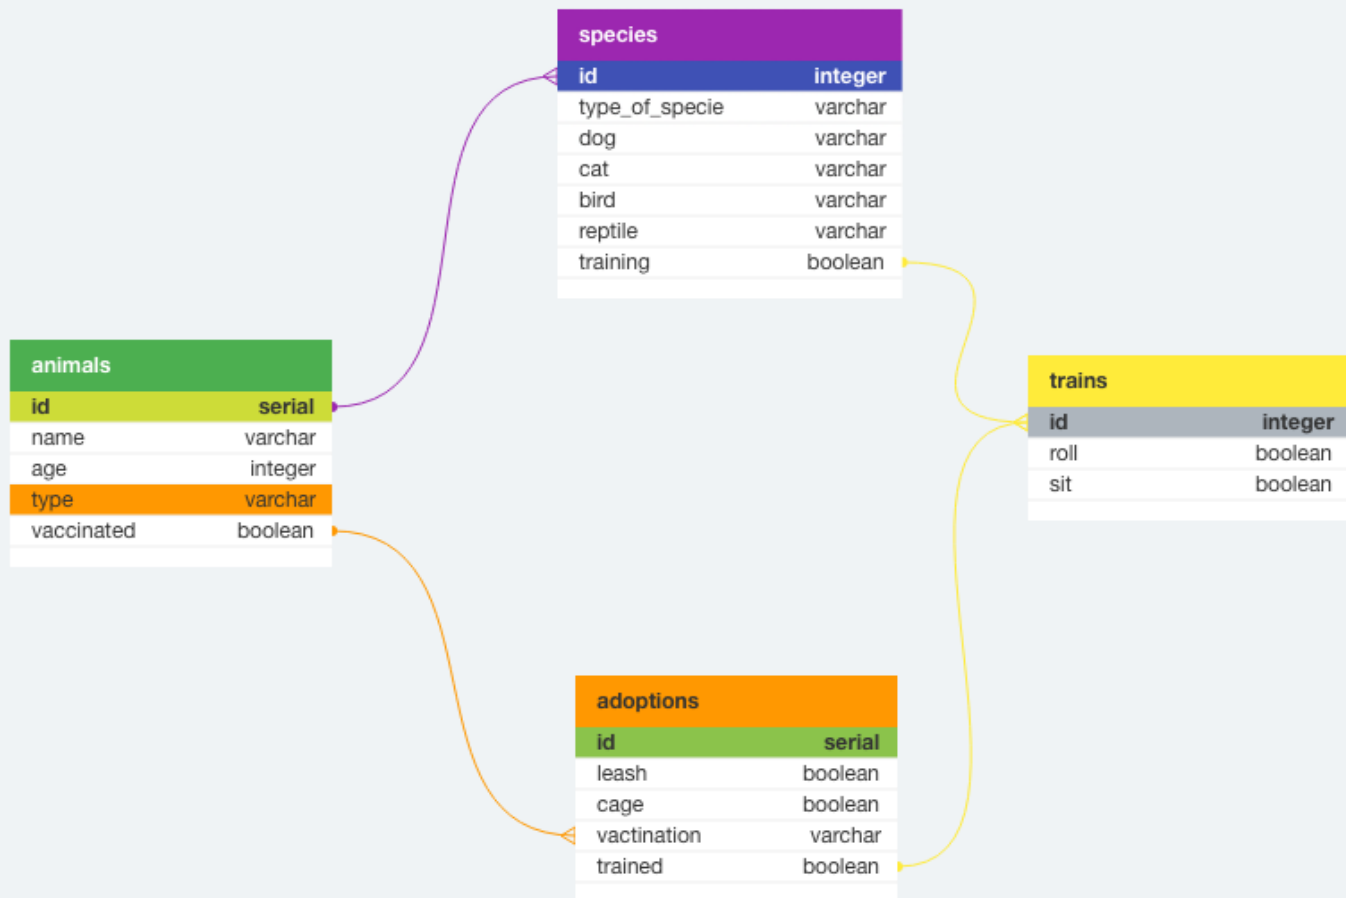 species
id integer
type_of_specie varchar
dog varchar
cat varchar
bird varchar
reptile varchar
training boolean
animals
id serial
name varchar
age integer
type varchar
vaccinated boolean
trains
id integer
roll boolean
sit boolean
adoptions
id serial
leash boolean
cage boolean
vactination varchar
trained boolean